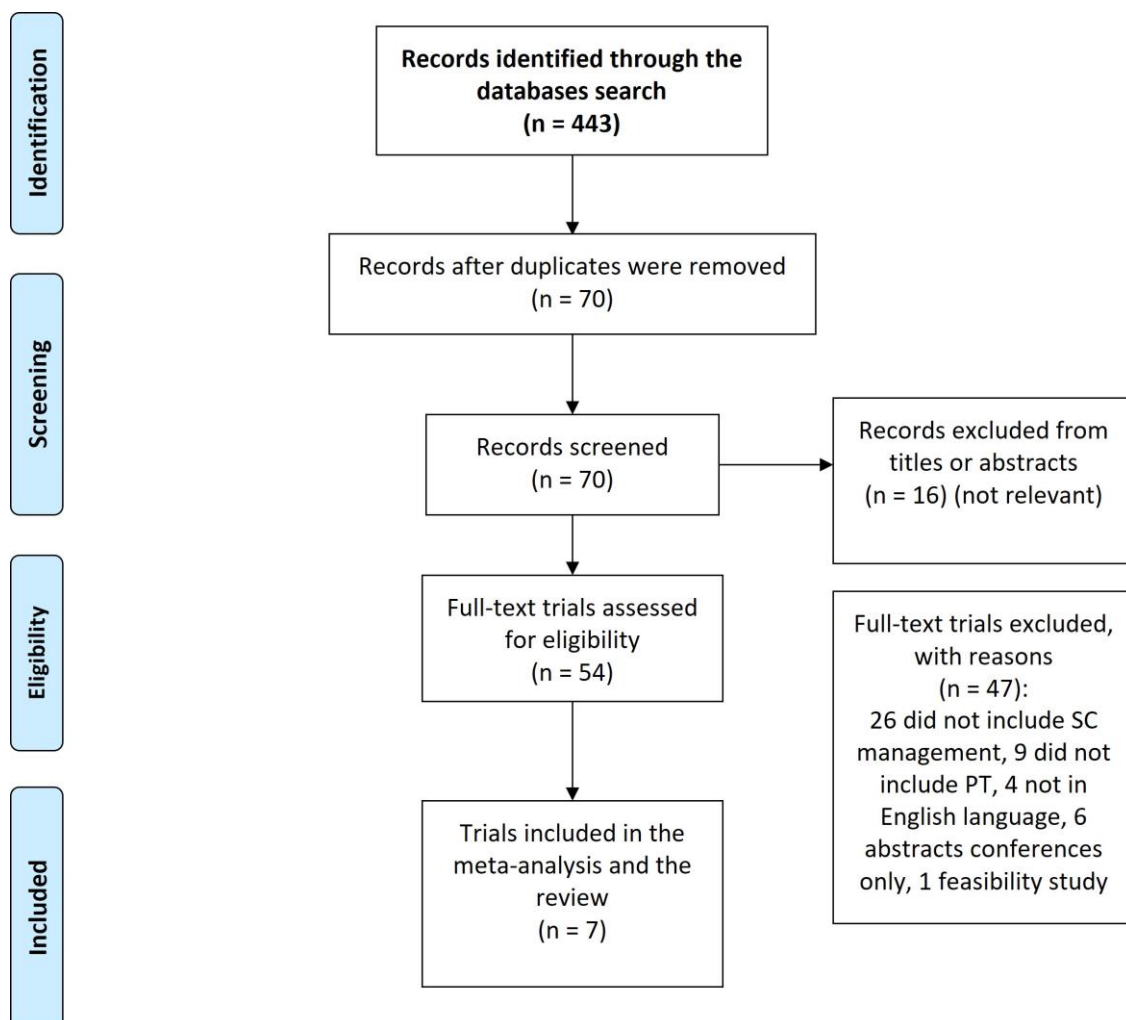 Identification
Records identified through the
databases search
(n = 443)
Records after duplicates were removed
(n = 70)
Screening
Records screened
(n = 70)
Records excluded from
titles or abstracts
(n = 16) (not relevant)
Eligibility
Full-text trials assessed
for eligibility
(n = 54)
Full-text trials excluded,
with reasons
(n = 47):
26 did not include SC
management, 9 did not
include PT, 4 not in
English language, 6
abstracts conferences
only, 1 feasibility study
Included
Trials included in the
meta-analysis and the
review
(n = 7)